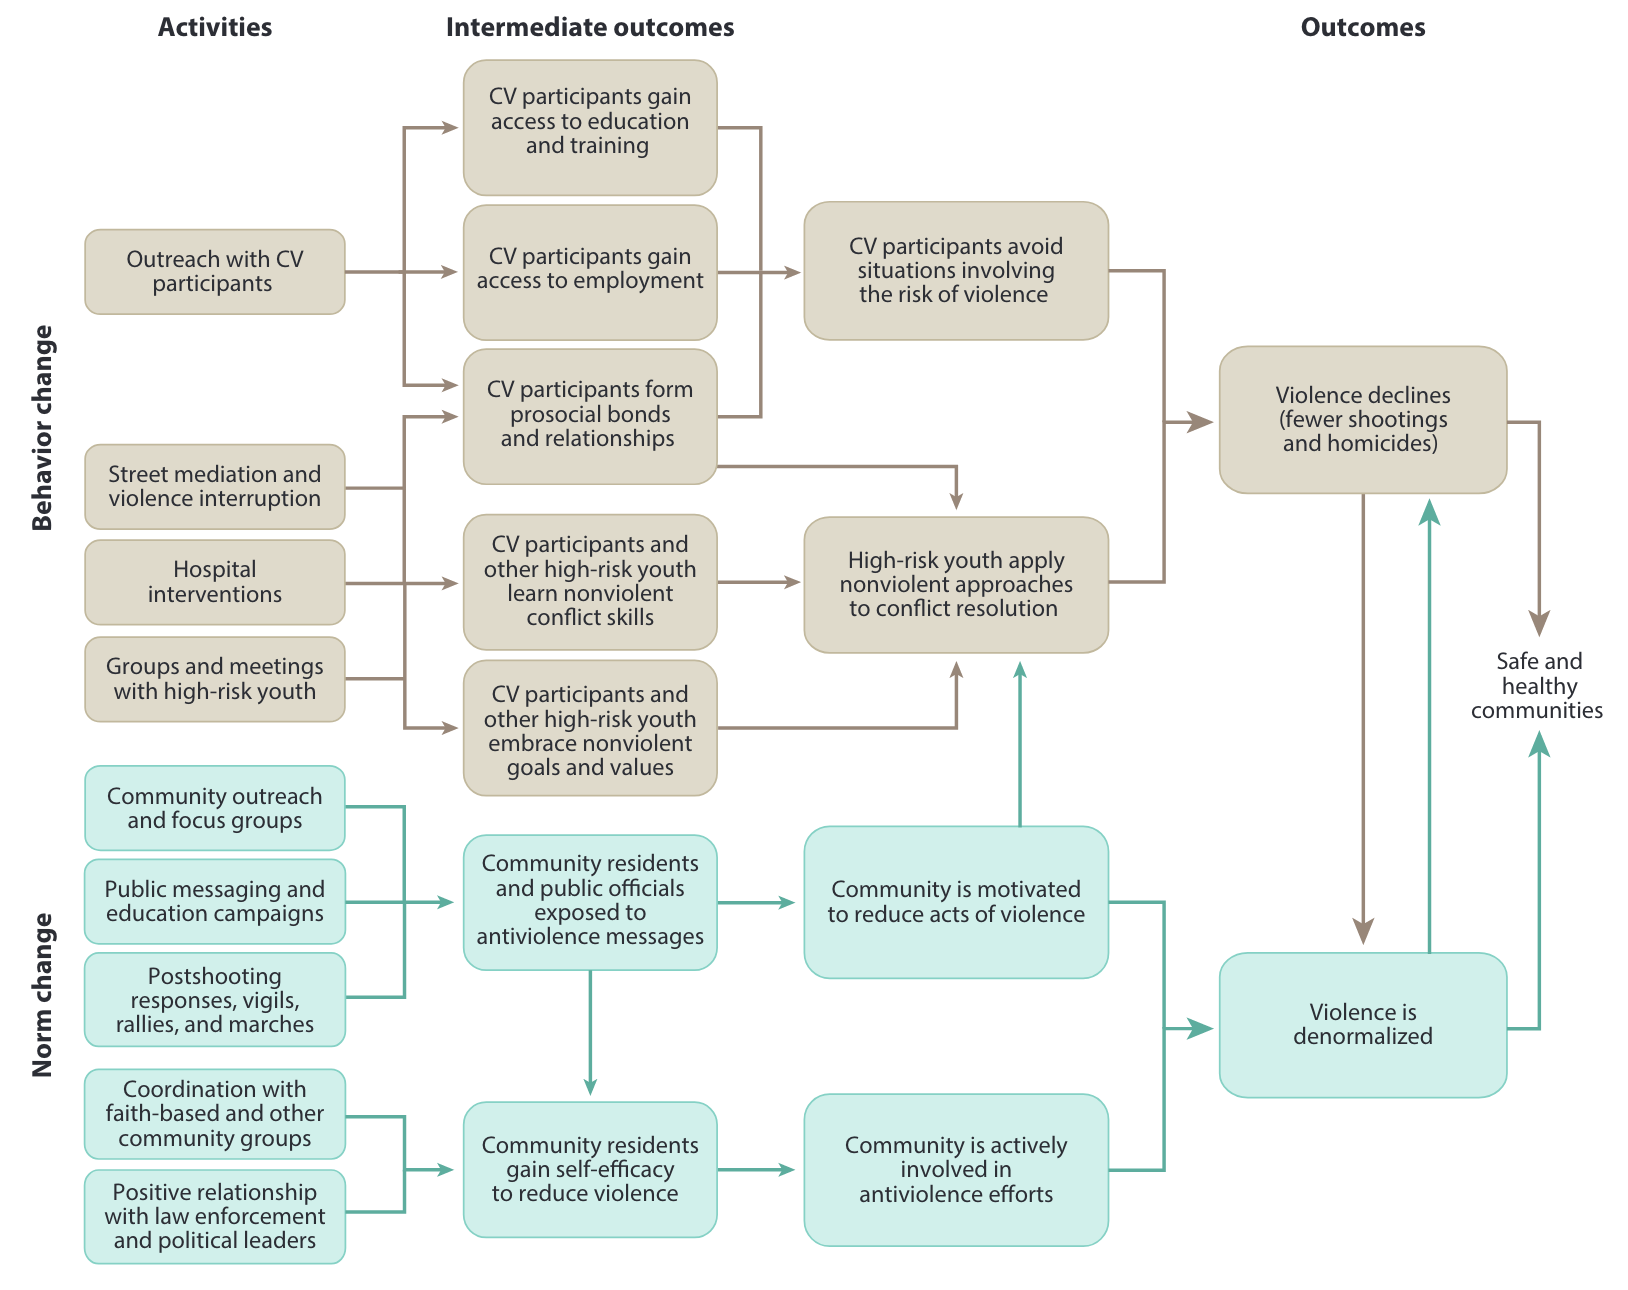 Activities
Intermediate outcomes
Outcomes
Behavior change
Outreach with CV
participants
Street mediation and
violence interruption
Hospital
interventions
Groups and meetings
with high-risk youth
CV participants gain
access to education
and training
CV participants gain
access to employment
CV participants form
prosocial bonds
and relationships
CV participants and
other high-risk youth
learn nonviolent
conflict skills
CV participants and
other high-risk youth
embrace nonviolent
goals and values
CV participants avoid
situations involving
the risk of violence
High-risk youth apply
nonviolent approaches
to conflict resolution
Violence declines
(fewer shootings
and homicides)
Safe and
healthy
communities
Norm change
Community outreach
and focus groups
Public messaging and
education campaigns
Postshooting
responses, vigils,
rallies, and marches
Coordination with
faith-based and other
community groups
Positive relationship
with law enforcement
and political leaders
Community residents
and public officials
exposed to
antiviolence messages
Community residents
gain self-efficacy
to reduce violence
Community is motivated
to reduce acts of violence
Community is actively
involved in
antiviolence efforts
Violence is
denormalized